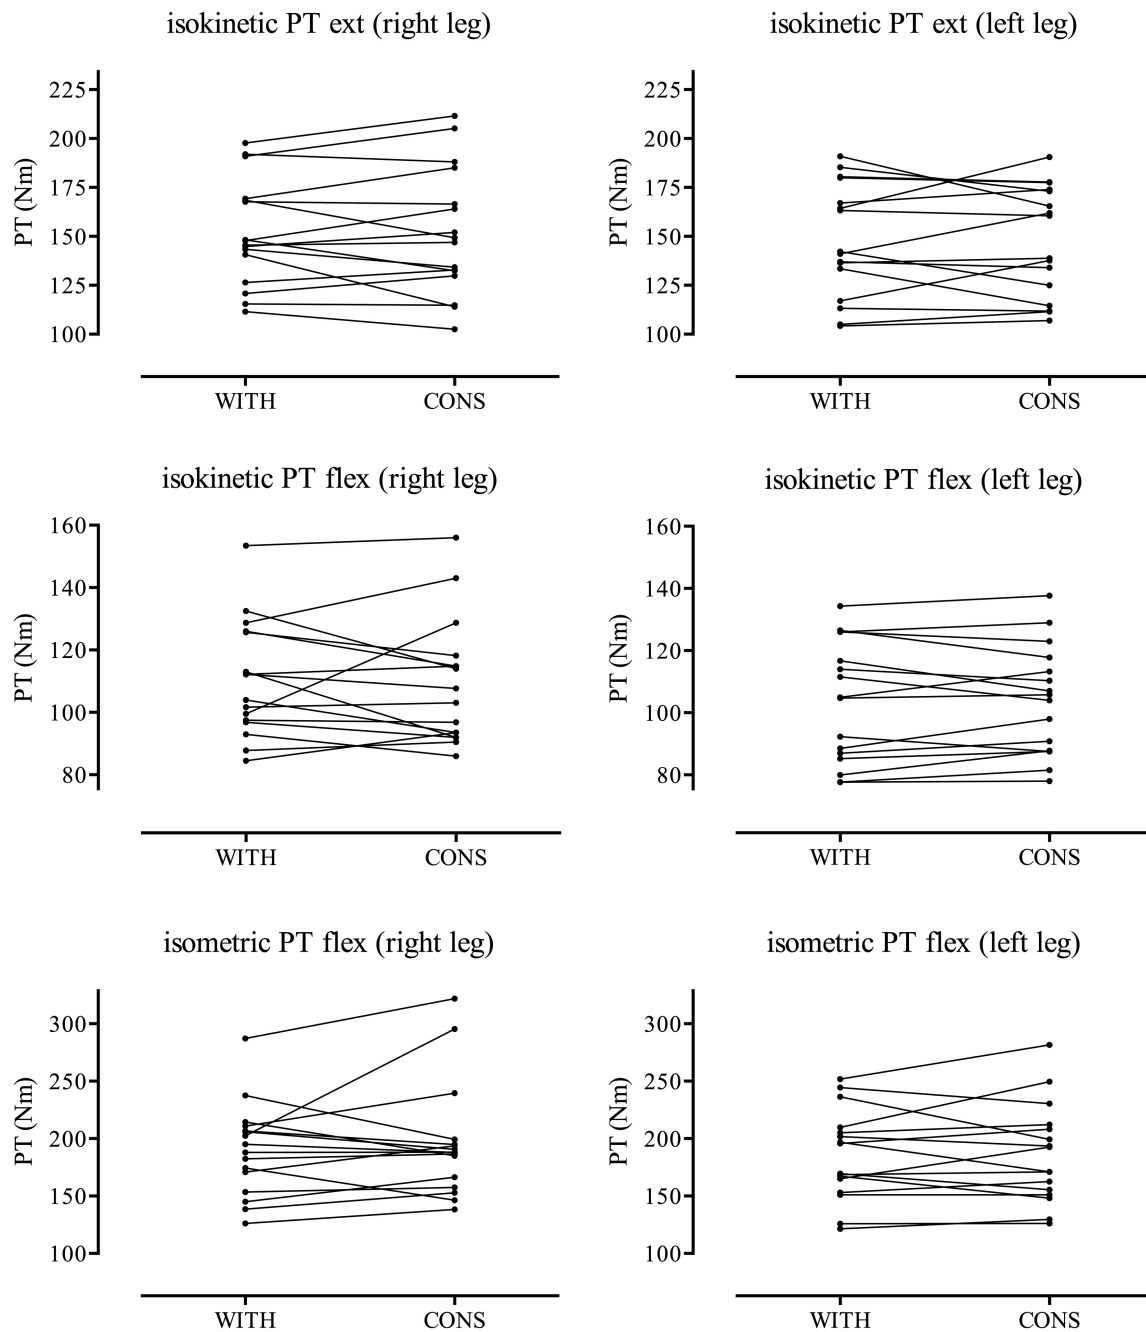 isokinetic PT ext (right leg)
PT (Nm)
225
200
175
150
125
100
WITH CONS
isokinetic PT ext (left leg)
PT (Nm)
225
200
175
150
125
100
WITH CONS
isokinetic PT flex (right leg)
PT (Nm)
160
140
120
100
80
WITH CONS
isokinetic PT flex (left leg)
PT (Nm)
160
140
120
100
80
WITH CONS
isometric PT flex (right leg)
PT (Nm)
300
250
200
150
100
WITH CONS
isometric PT flex (left leg)
PT (Nm)
300
250
200
150
100
WITH CONS